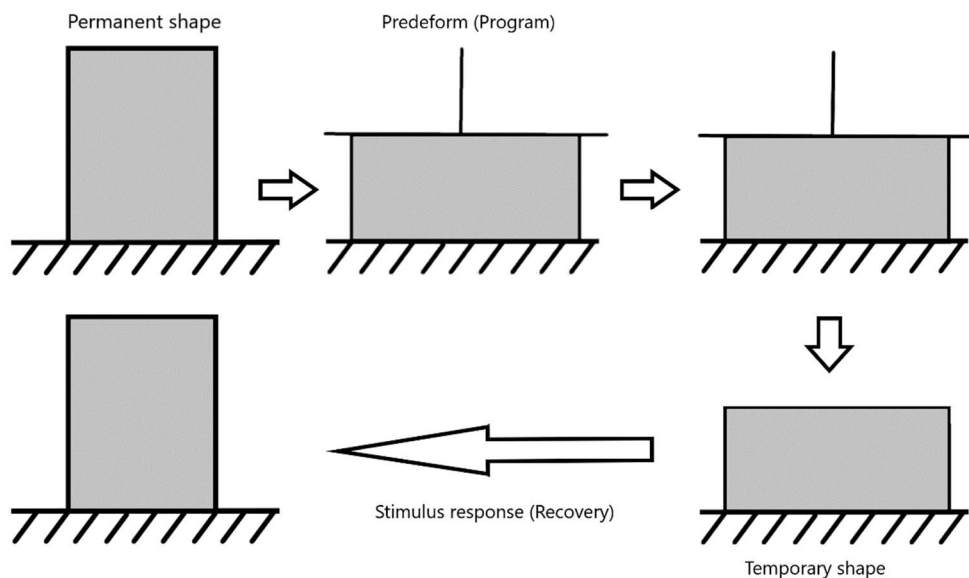 Permanent shape
Predeform (Program)
Stimulus response (Recovery)
Temporary shape